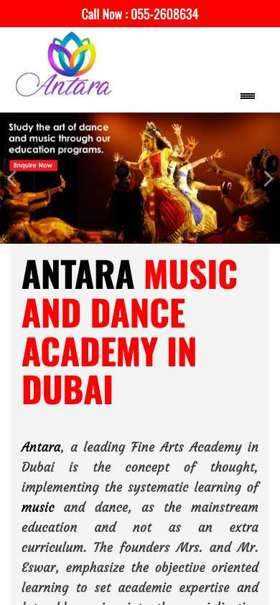 Call Now : 055-2608634
Antara
Study the art of dance
and music through our
education programs.
Enquire Now
ANTARA MUSIC
AND DANCE
ACADEMY IN
DUBAI
Antara, a leading Fine Arts Academy in
Dubai is the concept of thought,
implementing the systematic learning of
music and dance, as the mainstream
education and not as an extra
curriculum. The founders Mrs. and Mr.
Eswar, emphasize the objective oriented
learning to set academic expertise and